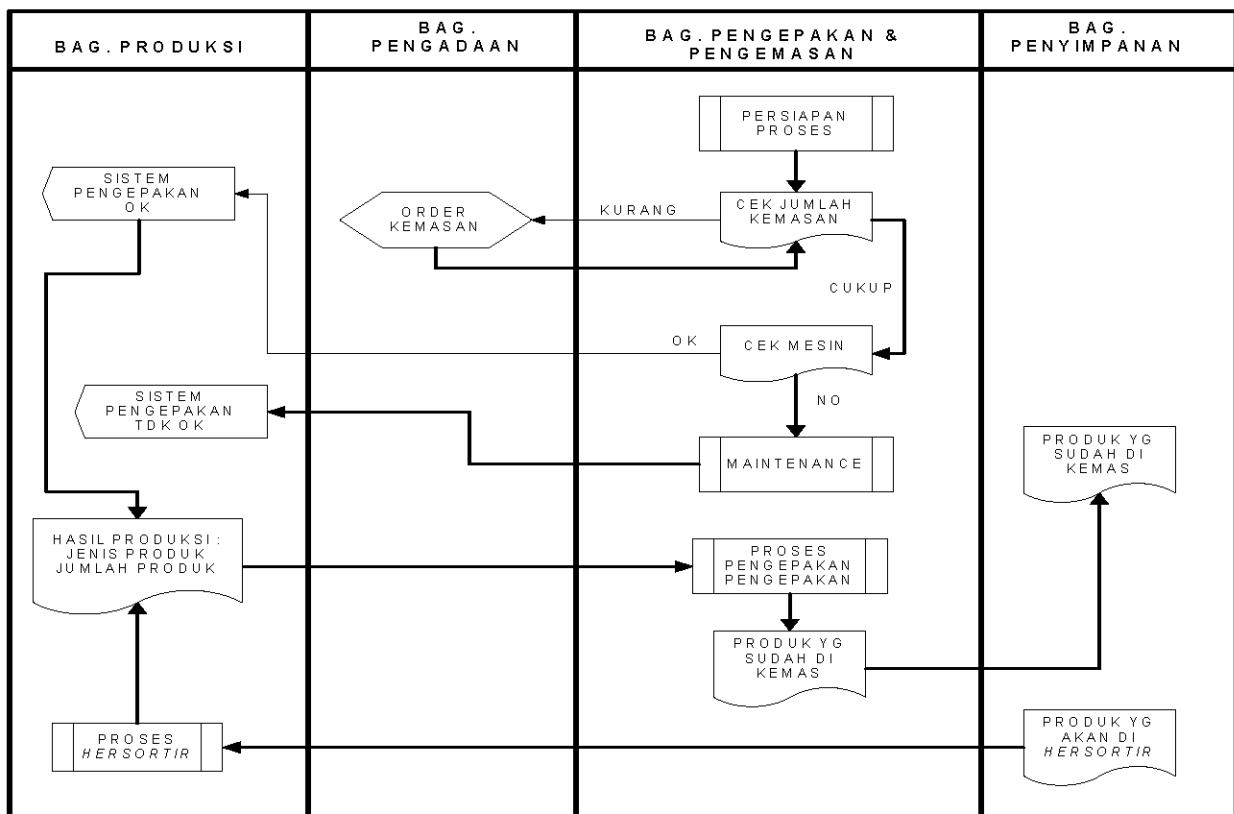 BAG. PRODUKSI
BAG.
PENGADAAN
BAG. PENGEPAKAN &
PENGEMASAN
BAG.
PENYIMPANAN
PERSIAPAN
PROSES
SISTEM
PENGEPAKAN
OK
ORDER
KEMASAN
KURANG
CEK JUMLAH
KEMASAN
CUKUP
OK
CEK MESIN
NO
SISTEM
PENGEPAKAN
TDK OK
MAINTENANCE
PRODUK YG
SUDAH DI
KEMAS
HASIL PRODUKSI :
JENIS PRODUK
JUMLAH PRODUK
PROSES
PENGEPAKAN
PENGEPAKAN
PRODUK YG
SUDAH DI
KEMAS
PROSES
HERSORTIR
PRODUK YG
AKAN DI
HERSORTIR